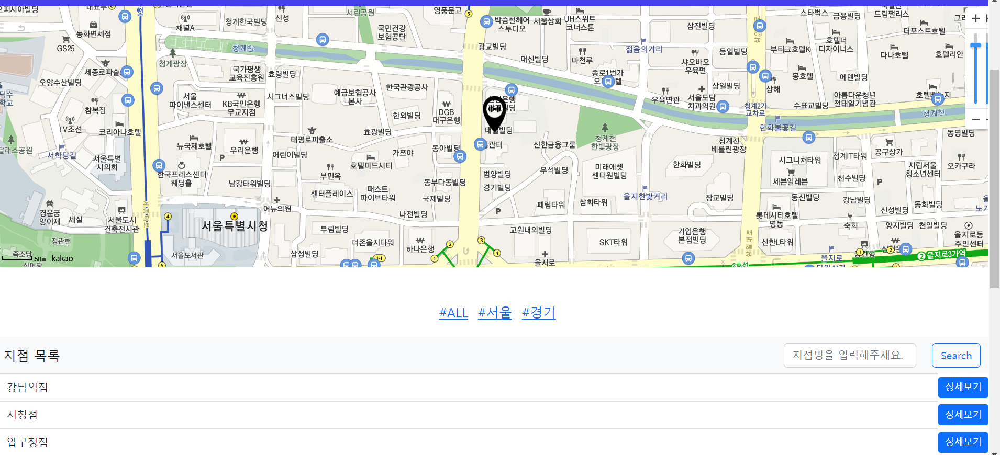 오피시아빌딩
서린공원
영풍문고
5
신성
박승철헤어
스튜디오
서울상회
UH스위트
코너스톤
스타벅스
금융빌딩
드림팰리스
동화면세점
채널A
청계한국빌딩
국민건강
보험공단
삼진빌딩
더포스트호텔
GS25
청계천
광교빌딩
젊음의거리
동일빌딩
부티크호텔K
호텔더
디자이너스
다나호텔
호텔리안
청계광장
대신빌딩
마천루
샤오바오
우육면
세종로파출소
국가평생
교육진흥원
효령빌딩
종로1번가
몽호텔
에덴빌딩
오양수산빌딩
한국관광공사
삼일빌딩
상해
서울
파이낸스센터
KB국민은행
무교지점
시그너스빌딩
예금보험공사
본사
우육면관
서울도담
치과의원
아름다운청년
전태일기념관
참복집
한외빌딩
DGB
대구은행
청계2가
교차로
수표교빌딩
청계천
TV조선
코리아나호텔
효광빌딩
한화불꽃길
동명빌딩
서학당길
뉴국제호텔
우리은행
태평로파출소
신한금융그룹
청계천
한빛광장
청계천
베를린광장
공구상가
서울특별
시의회
P
어린이빌딩
가쯔야
동아빌딩
시그니쳐타워
청계IT타워
한국프레스센터
웨딩홀
호텔미드시티
부민옥
범양빌딩
우석빌딩
미래에셋
센터원빌딩
한화빌딩
시립서울
청소년센터
오카구라
남강타워빌딩
동부다동빌딩
경기빌딩
세븐일레븐
천수빌딩
P
센터플레이스
패스트
파이브타워
국제빌딩
을지한빛거리
장교빌딩
동신빌딩
강남빌딩
동화빌딩
경운궁
양이재
세실
서울도시
건축전시관
어뉴의원
나전빌딩
P
페럼타워
삼화타워
롯데시티호텔
명동
신성빌딩
4
서울특별시청
부림빌딩
교원내외빌딩
기업은행
본점빌딩
숙희
양지빌딩
천일빌딩
을지로동
주민센터
정관헌
더존을지타워
하나은행
2
3
4
SKT타워
신한L타워
삼일대로
즉조당
50m
kakao
서울도서관
삼성빌딩
1-1
1
을지로
을지로
1
2
2 을지로3가역
5
2호선
11
#ALL #서울 #경기
지점 목록
지점명을 입력해주세요.
Search
강남역점
상세보기
시청점
상세보기
압구정점
상세보기